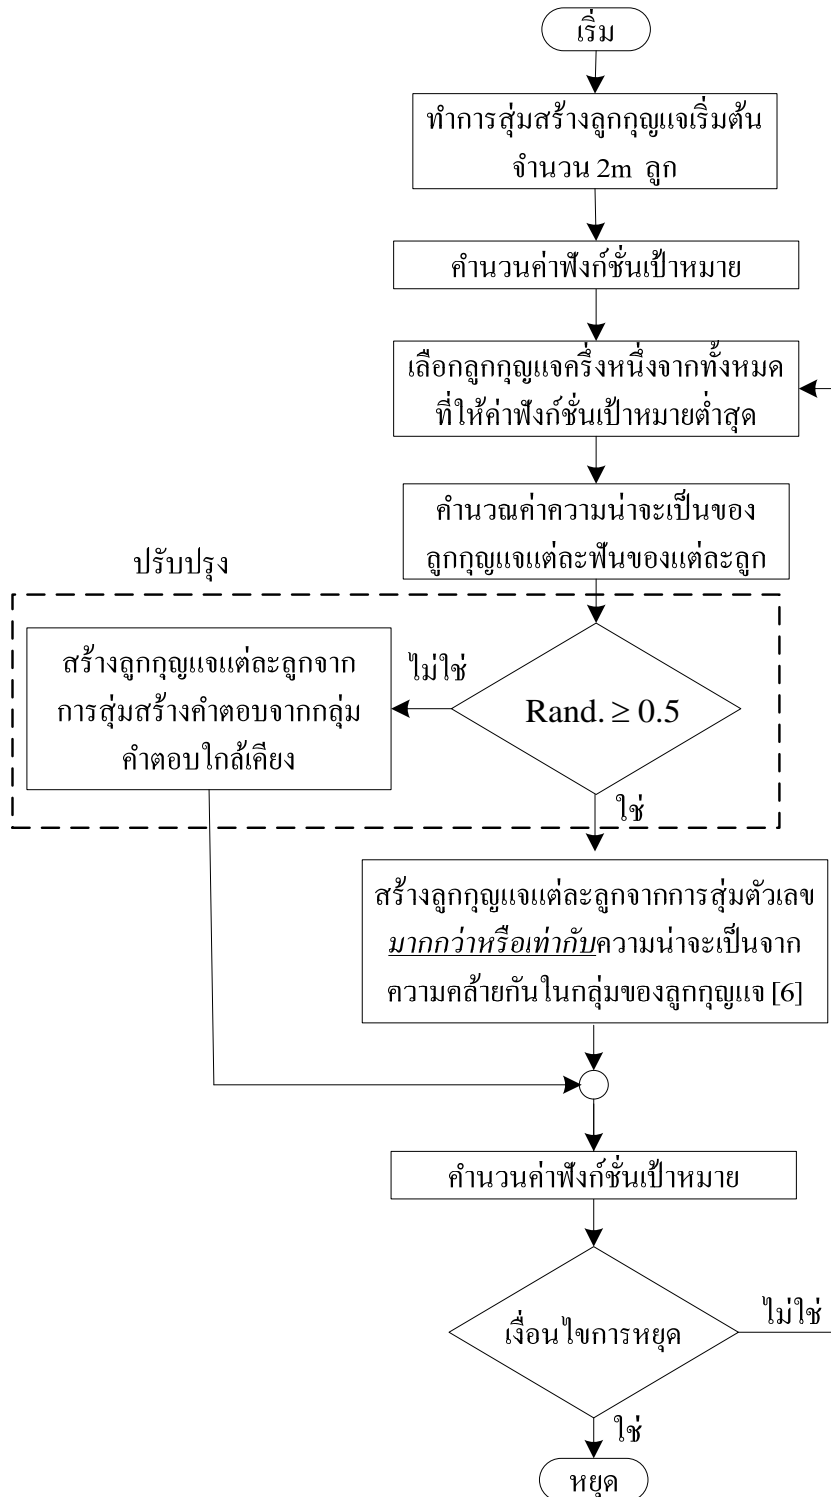 เริ่ม
ทำการสุ่มสร้างลูกกุญแจเริ่มต้น
จำนวน 2m ลูก
คำนวนค่าฟังก์ชั่นเป้าหมาย
เลือกลูกกุญแจครึ่งหนึ่งจากทั้งหมด
ที่ให้ค่าฟังก์ชั่นเป้าหมายต่ำสุด
คำนวณค่าความน่าจะเป็นของ
ลูกกุญแจแต่ละฟันของแต่ละลูก
ปรับปรุง
Rand. ≥ 0.5
ไม่ใช่
สร้างลูกกุญแจแต่ละลูกจาก
การสุ่มสร้างคำตอบจากกลุ่ม
คำตอบใกล้เคียง
ใช่
สร้างลูกกุญแจแต่ละลูกจากการสุ่มตัวเลข
มากกว่าหรือเท่ากับความน่าจะเป็นจาก
ความคล้ายกันในกลุ่มของลูกกุญแจ [6]
คำนวนค่าฟังก์ชั่นเป้าหมาย
เงื่อนไขการหยุด
ไม่ใช่
ใช่
หยุด